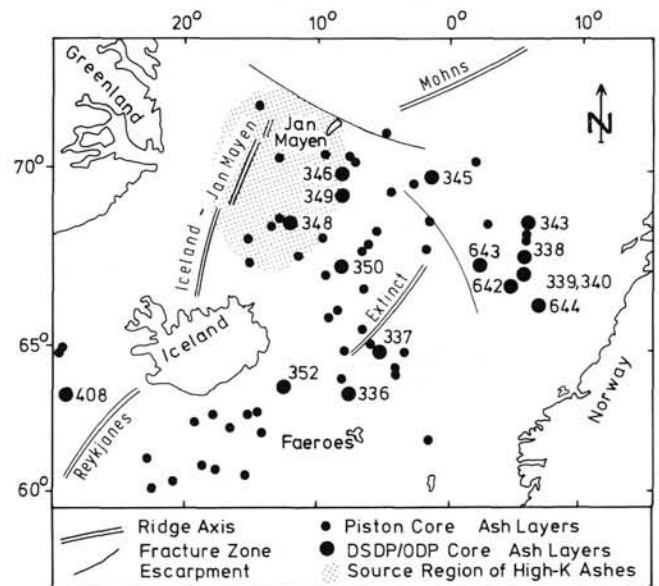 20° 10° 0° 10°
Greenland
Mohns
N
Jan
Mayen
70°
Iceland - Jan Mayen
346
345
349
348
343
350
643
338
339,340
642
644
Extinct
65°
Iceland
337
352
336
408
Norway
Reykjanes
Faeroes
60°
Ridge Axis
Fracture Zone
Escarpment
Piston Core Ash Layers
DSDP/ODP Core Ash Layers
Source Region of High-K Ashes